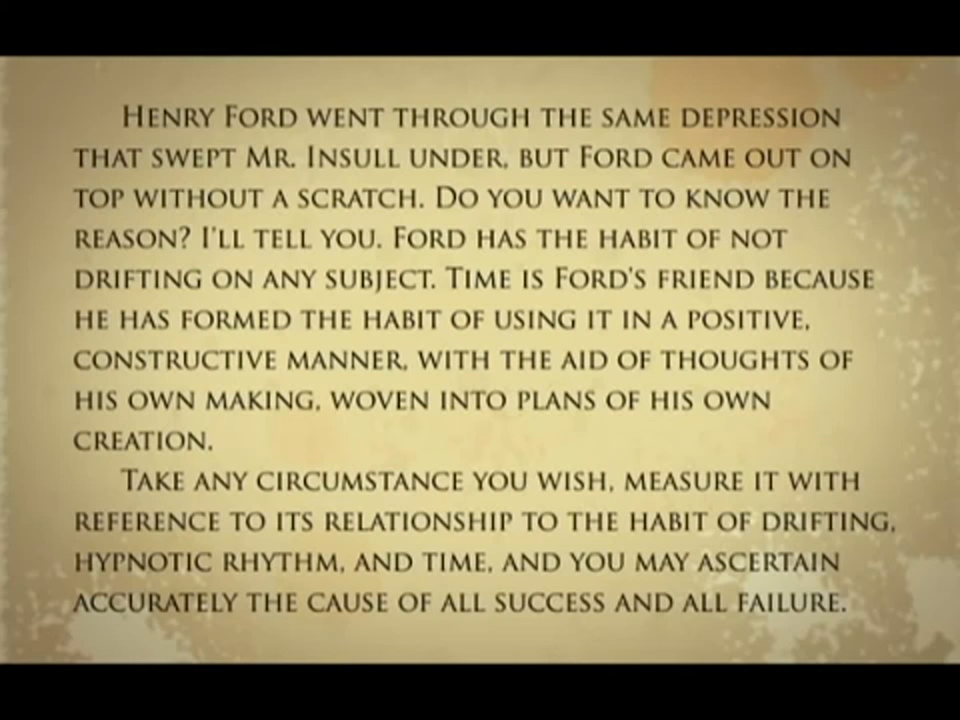 Henry Ford went through the same depression
that swept Mr. Insull under, but Ford came out on
top without a scratch. Do you want to know the
reason? I'll tell you. Ford has the habit of not
drifting on any subject. Time is Ford's friend because
he has formed the habit of using it in a positive,
constructive manner, with the aid of thoughts of
his own making, woven into plans of his own
creation.
Take any circumstance you wish, measure it with
reference to its relationship to the habit of drifting,
hypnotic rhythm, and time, and you may ascertain
accurately the cause of all success and all failure.